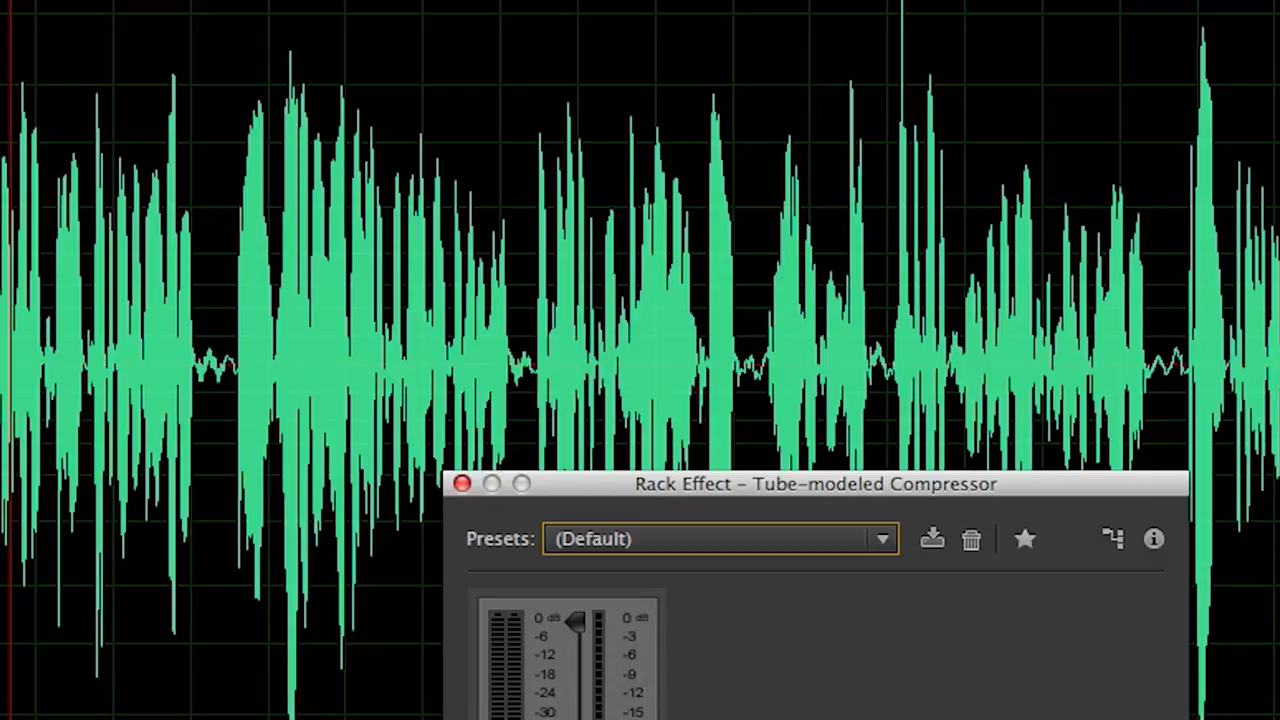 Rack Effect – Tube-modeled Compressor
Presets: (Default)
0 dB 0 dB
-6 -3
-12 -6
-18 -9
-24 -12
-30 -15